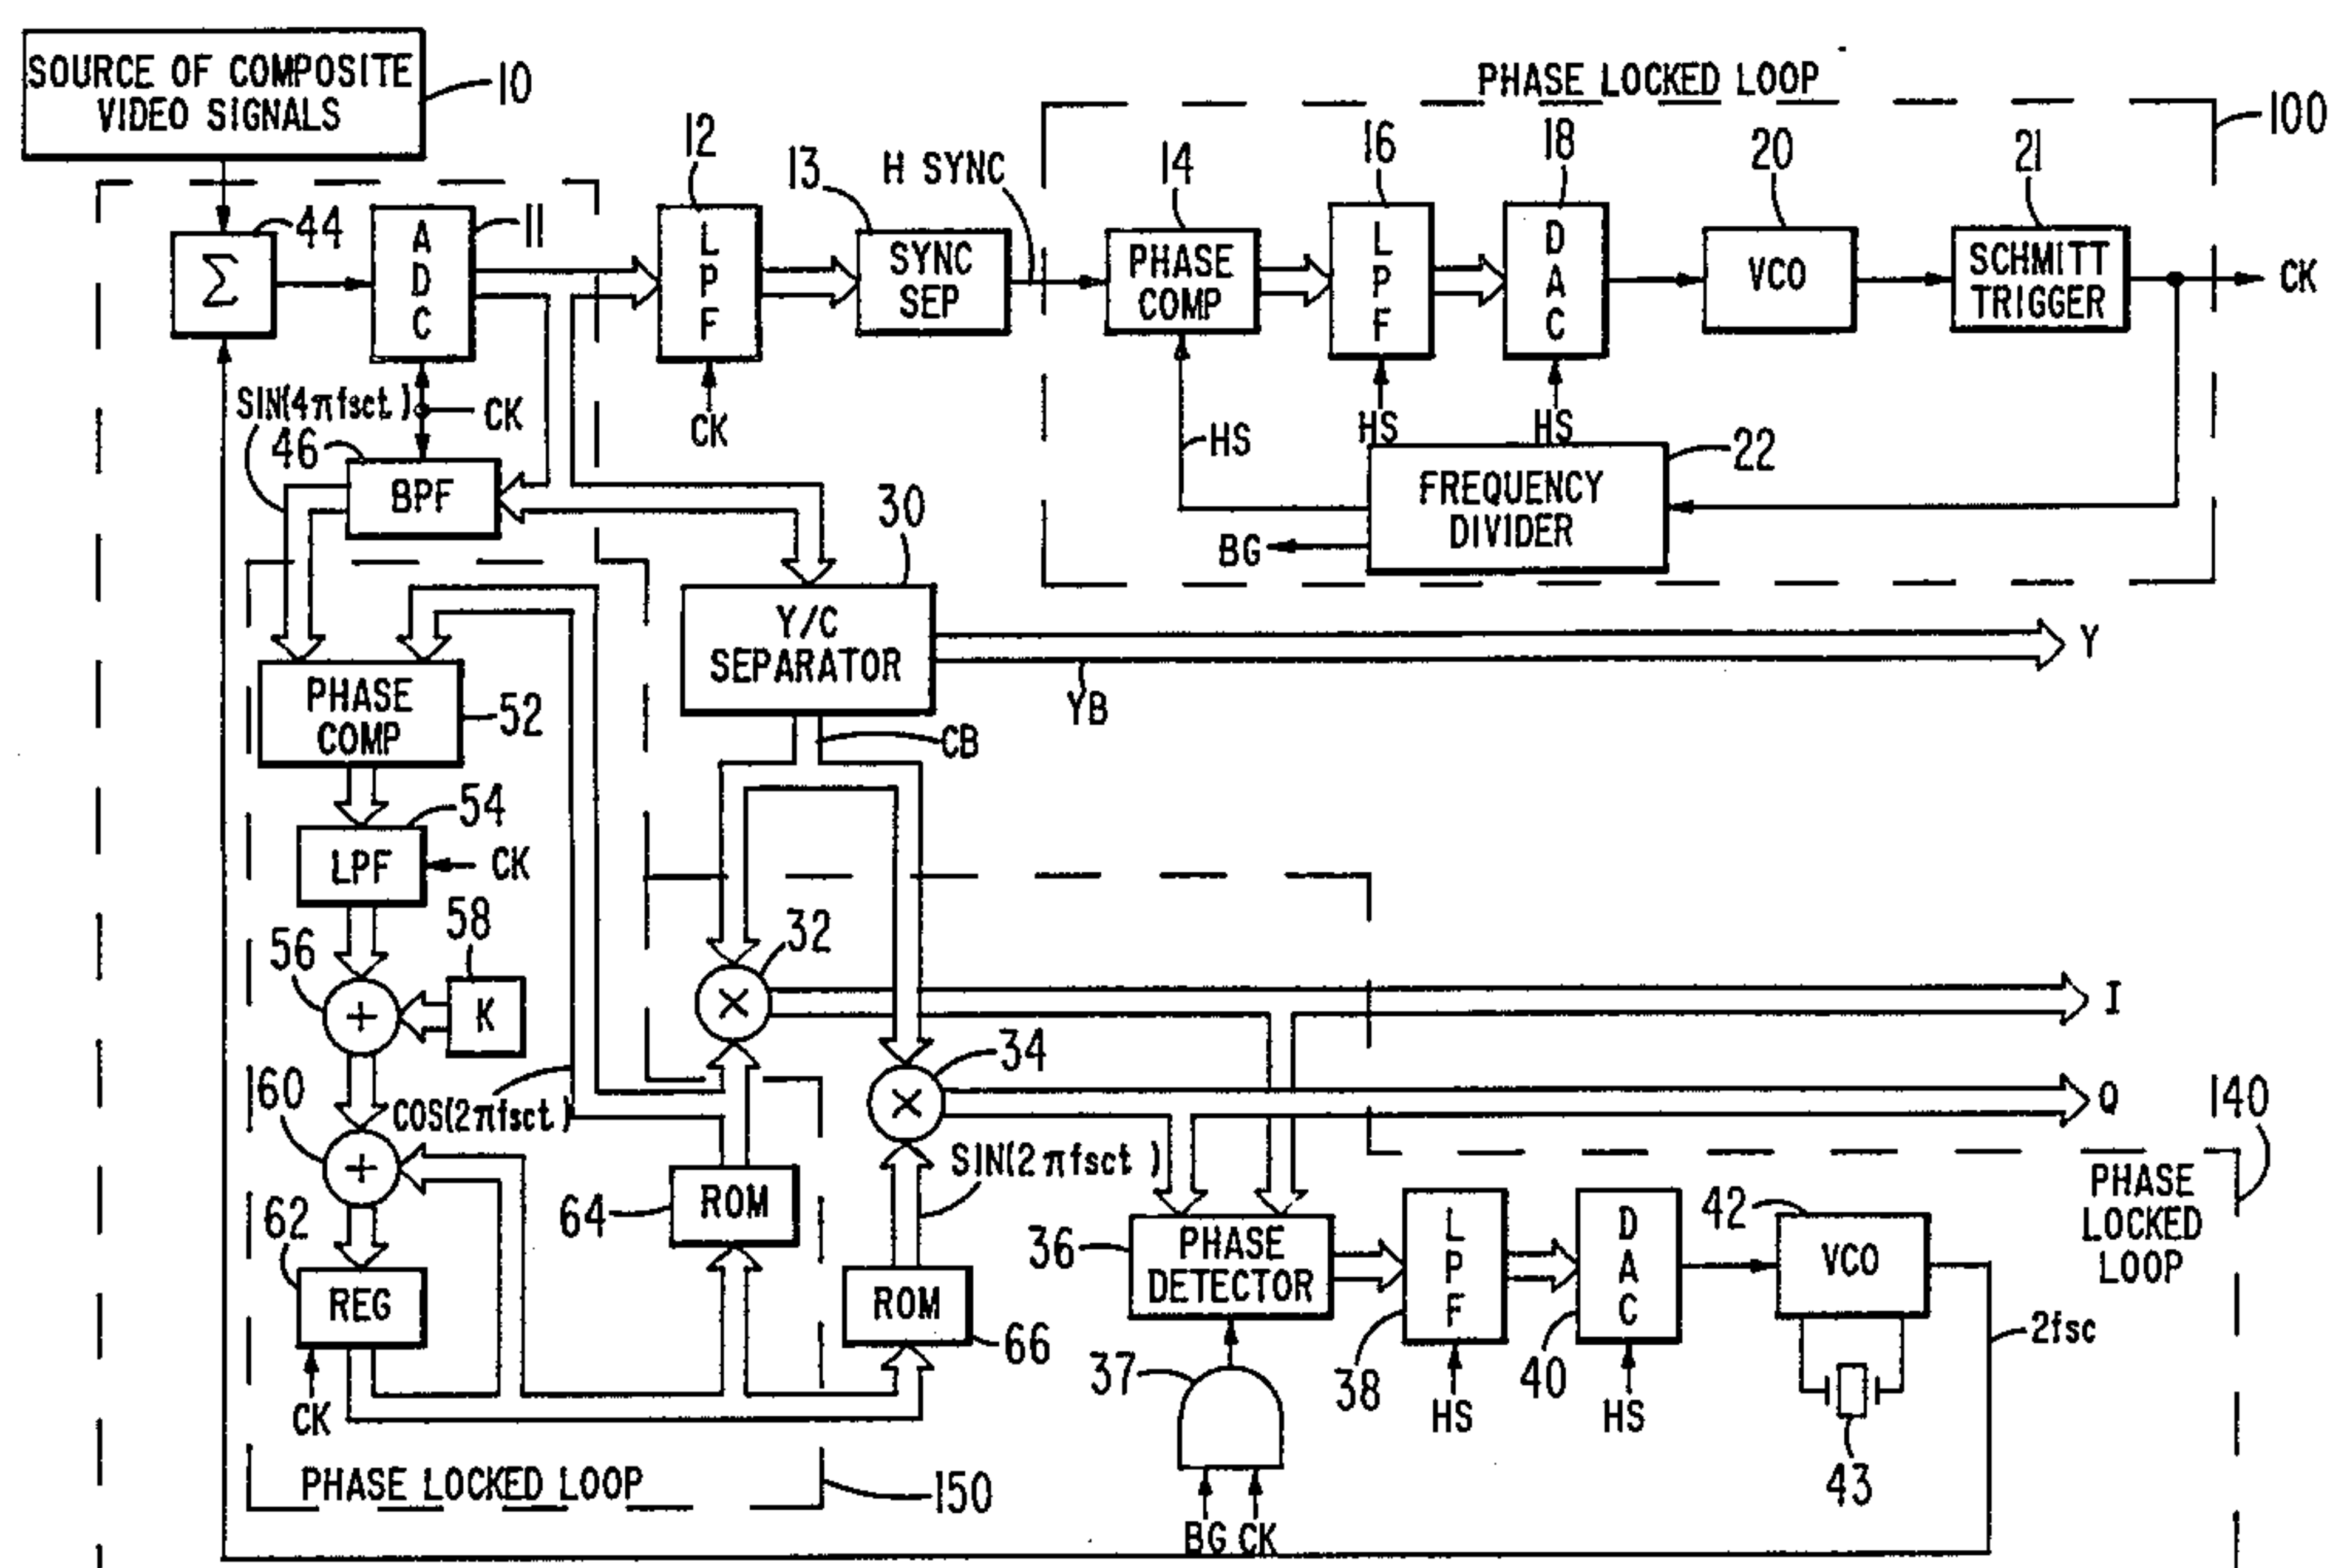 SOURCE OF COMPOSITE
VIDEO SIGNALS
10
PHASE LOCKED LOOP
100
12
13
H SYNC
14
16
18
20
21
44
11
Σ
A
D
C
L
P
F
SYNC
SEP
PHASE
COMP
L
P
F
D
A
C
VCO
SCHMITT
TRIGGER
CK
SIN(4πfsct)
CK
CK
HS
HS
HS
46
BPF
30
FREQUENCY
DIVIDER
22
BG
Y/C
SEPARATOR
Y
YB
PHASE
COMP
52
CB
54
LPF
CK
58
56
+
K
32
×
I
34
×
Q
140
160
COS(2πfsct)
+
SIN(2πfsct)
62
REG
CK
64
ROM
ROM
66
36
PHASE
DETECTOR
L
P
F
38
HS
D
A
C
40
HS
42
VCO
PHASE
LOCKED
LOOP
2fsc
43
37
BG CK
PHASE LOCKED LOOP
150